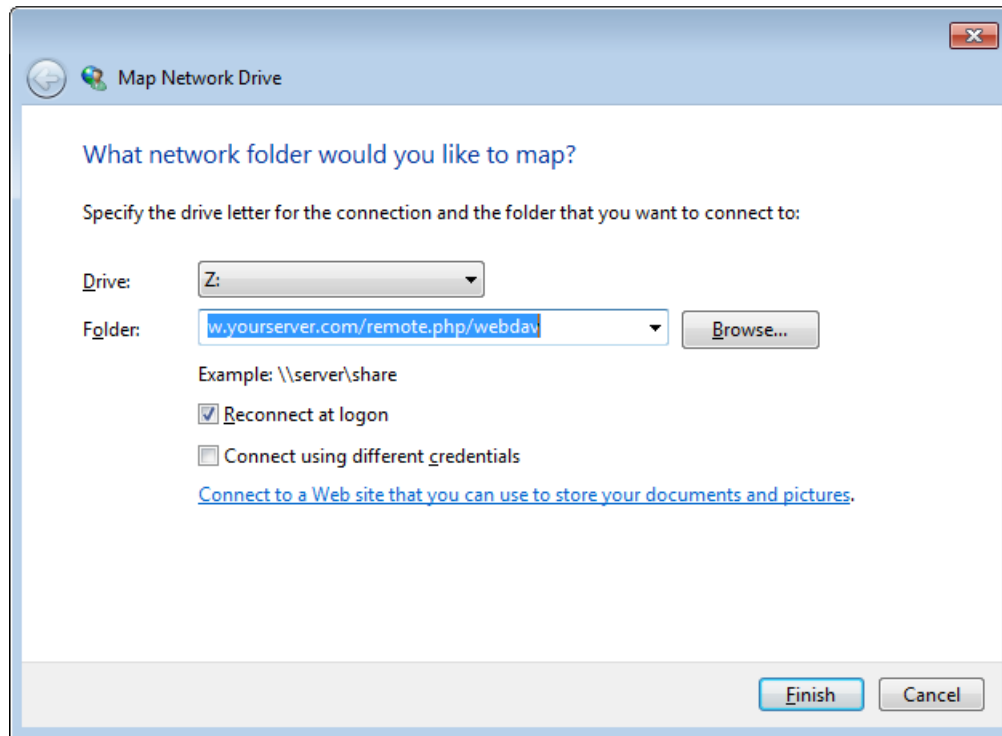 Map Network Drive
What network folder would you like to map?
Specify the drive letter for the connection and the folder that you want to connect to:
Drive: Z:
Folder: w.yourserver.com/remote.php/webdav Browse...
Example: \\server\share
Reconnect at logon
Connect using different credentials
Connect to a Web site that you can use to store your documents and pictures.
Finish Cancel